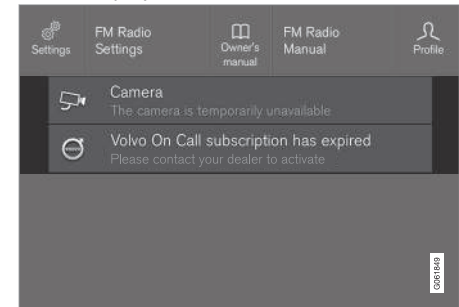 Settings
FM Radio
Settings
Owner's
manual
FM Radio
Manual
Profile
Camera
The camera is temporarily unavailable
Volvo On Call subscription has expired
Please contact your dealer to activate
G061849